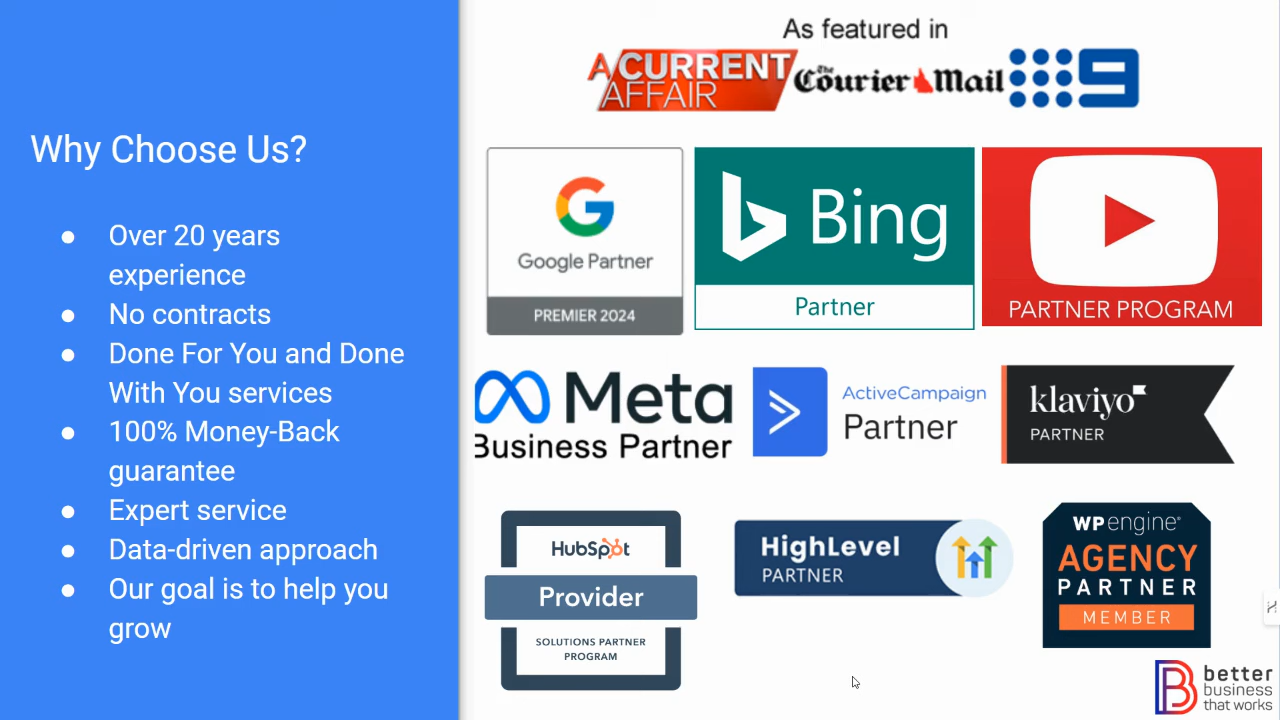 Why Choose Us?
● Over 20 years
experience
● No contracts
● Done For You and Done
With You services
● 100% Money-Back
guarantee
● Expert service
● Data-driven approach
● Our goal is to help you
grow
As featured in
A CURRENT
AFFAIR
The
Courier Mail
9
Google Partner
PREMIER 2024
Bing
Partner
PARTNER PROGRAM
Meta
Business Partner
ActiveCampaign
Partner
klaviyo
PARTNER
HubSpot
Provider
SOLUTIONS PARTNER
PROGRAM
HighLevel
PARTNER
WP engine®
AGENCY
PARTNER
MEMBER
better
business
that works